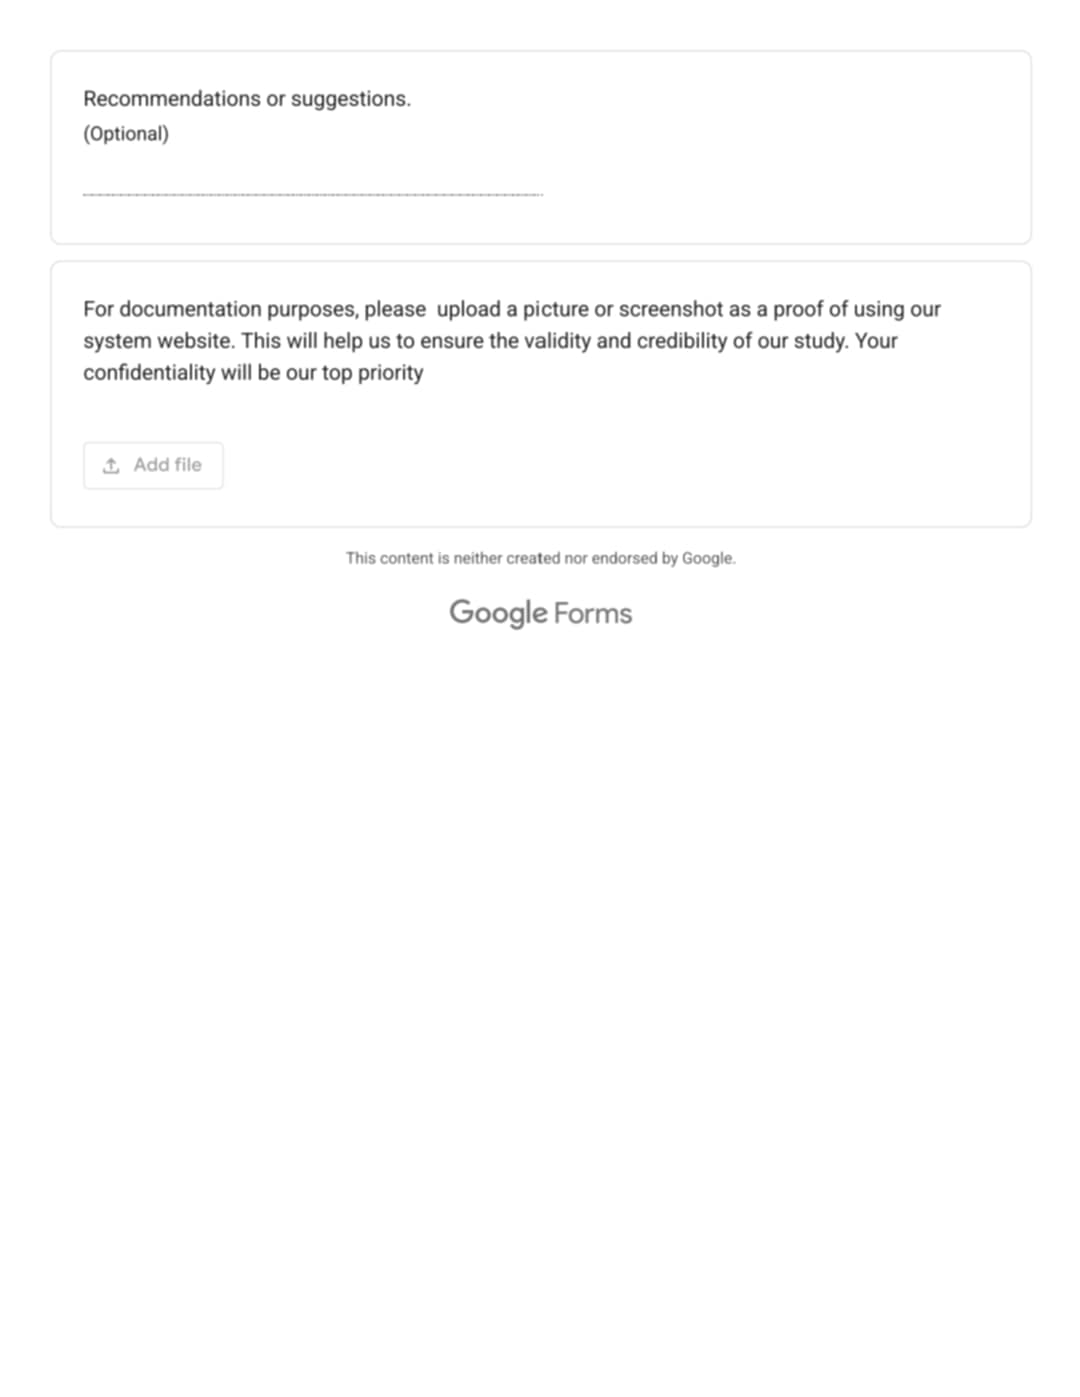 Recommendations or suggestions.
(Optional)
For documentation purposes, please  upload a picture or screenshot as a proof of using our
system website. This will help us to ensure the validity and credibility of our study. Your
confidentiality will be our top priority
Add file
This content is neither created nor endorsed by Google.
Google Forms